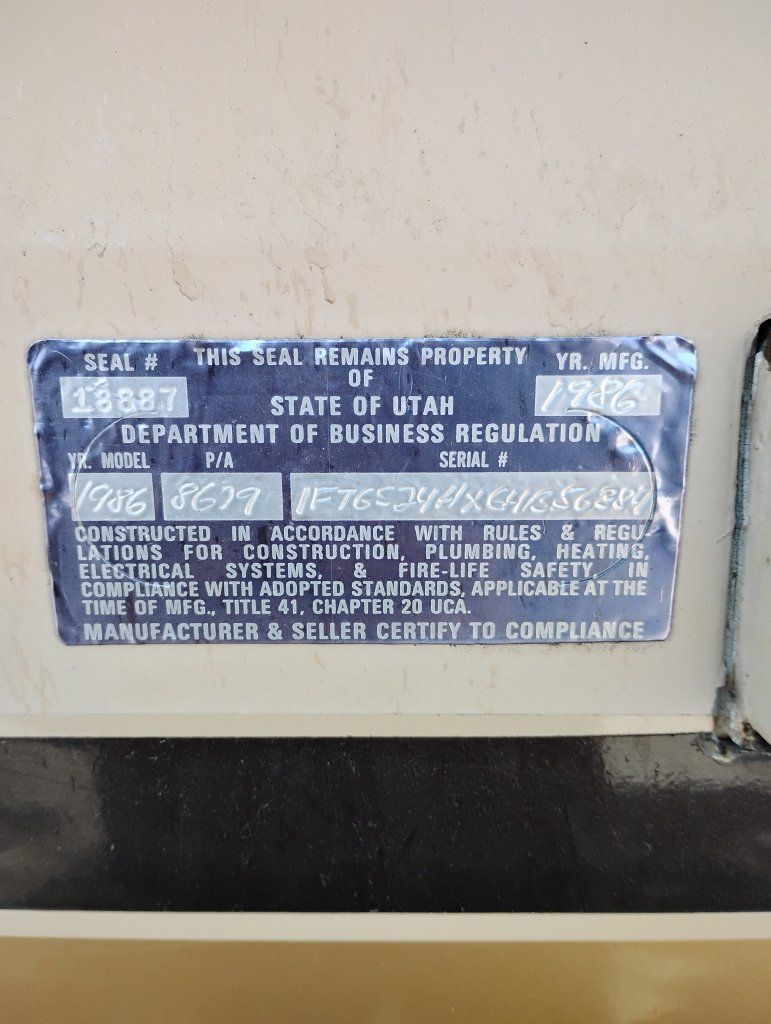 SEAL # THIS SEAL REMAINS PROPERTY YR. MFG.
OF
18887 STATE OF UTAH 1986
DEPARTMENT OF BUSINESS REGULATION
YR. MODEL P/A SERIAL #
1986
CONSTRUCTED IN ACCORDANCE WITH RULES & REGU-
LATIONS FOR CONSTRUCTION, PLUMBING, HEATING,
ELECTRICAL SYSTEMS, & FIRE-LIFE SAFETY IN
COMPLIANCE WITH ADOPTED STANDARDS, APPLICABLE AT THE
TIME OF MFG., TITLE 41, CHAPTER 20 UCA.
MANUFACTURER & SELLER CERTIFY TO COMPLIANCE